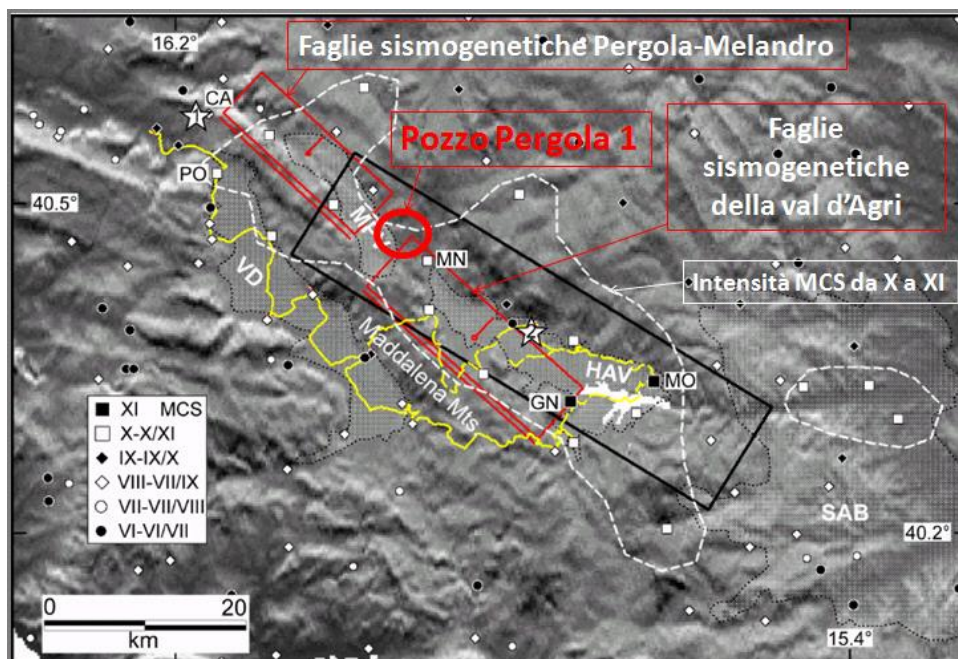 16.2°
Faglie sismogenetiche Pergola-Melandro
CA
1
Pozzo Pergola 1
Faglie
sismogenetiche
della val d'Agri
PO
40.5°
MN
Intensità MCS da X a XI
VD
2
Maddalena Mts
HAV
MO
GN
XI MCS
X-X/XI
IX-IX/X
VIII-VII/IX
VII-VII/VIII
VI-VI/VII
SAB
40.2°
0 20
km
15.4°